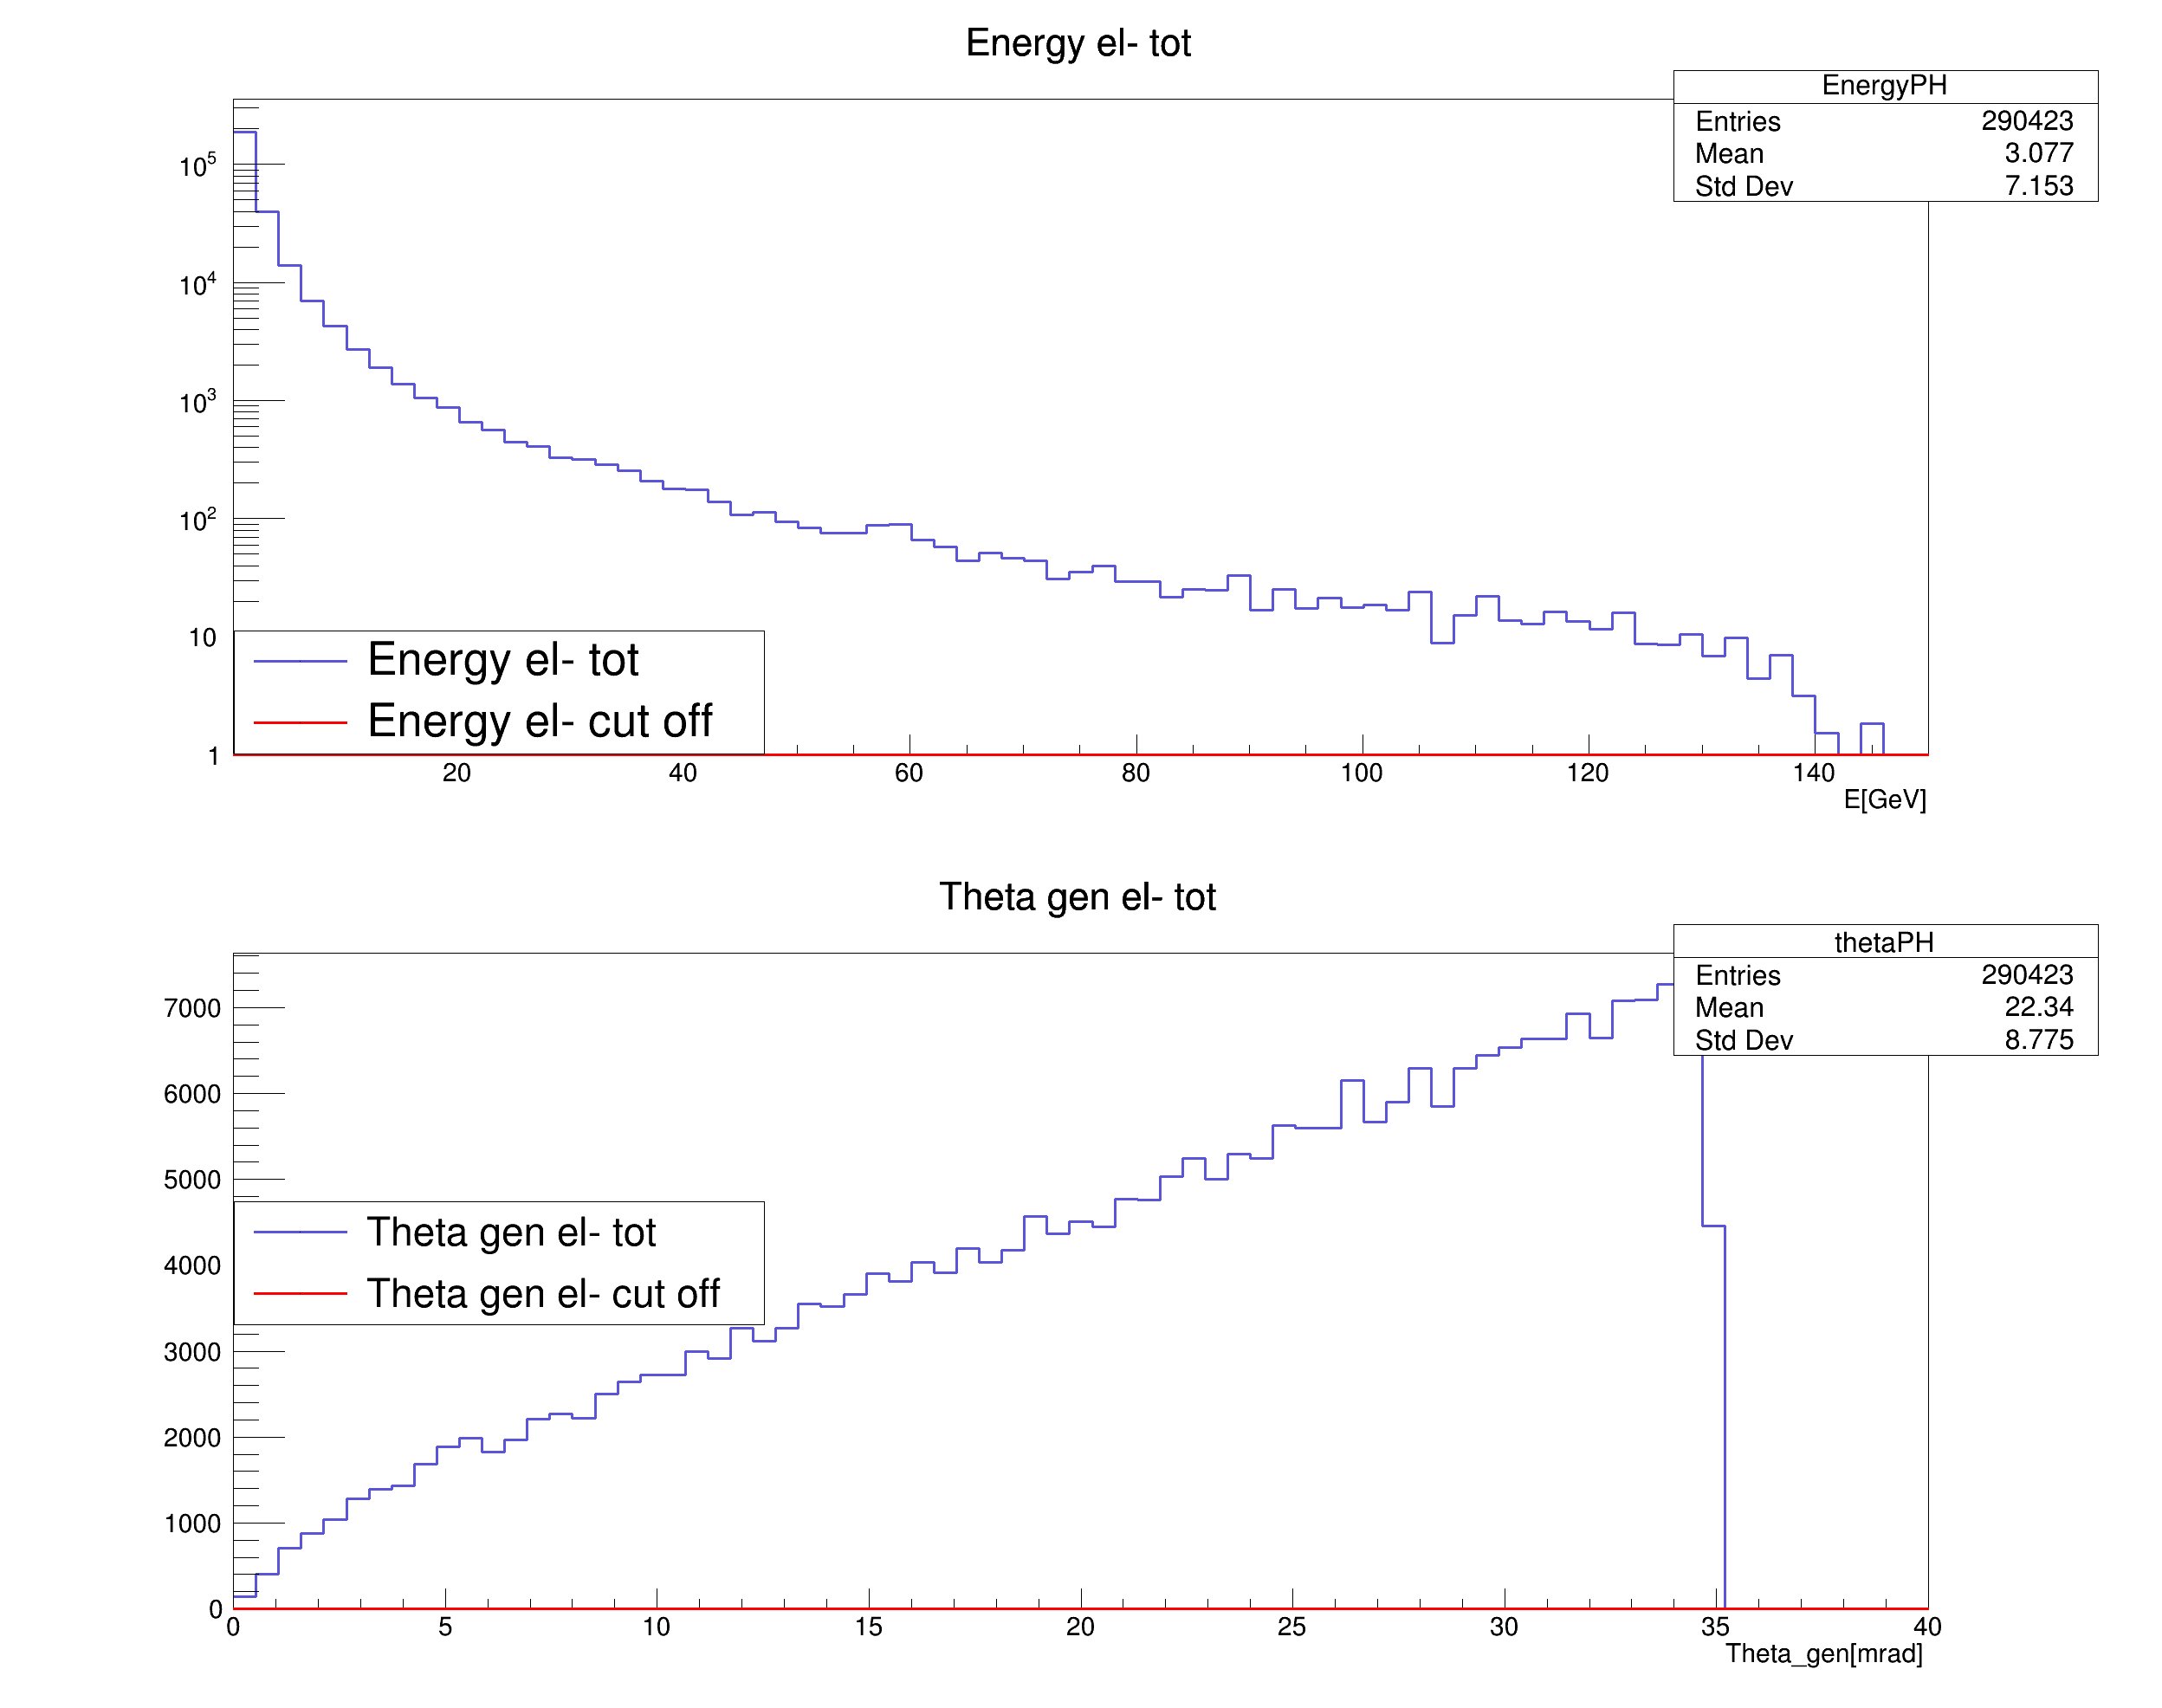 Energy el- tot
EnergyPH
Entries 290423
Mean 3.077
Std Dev 7.153
10^5
10^4
10^3
10^2
10
1
Energy el- tot
Energy el- cut off
20 40 60 80 100 120 140
E[GeV]
Theta gen el- tot
thetaPH
Entries 290423
Mean 22.34
Std Dev 8.775
7000
6000
5000
4000
3000
2000
1000
0
Theta gen el- tot
Theta gen el- cut off
0 5 10 15 20 25 30 35 40
Theta_gen[mrad]